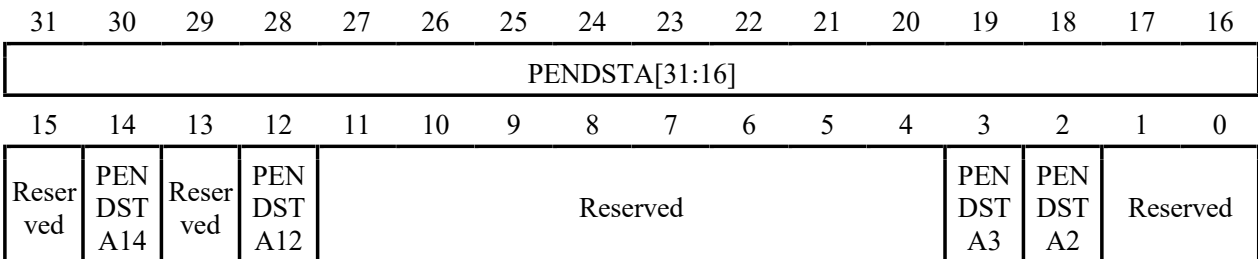 31 30 29 28 27 26 25 24 23 22 21 20 19 18 17 16
PENDSTA[31:16]
15 14 13 12 11 10 9 8 7 6 5 4 3 2 1 0
Reser
ved
PEN
DST
A14
Reser
ved
PEN
DST
A12
Reserved
PEN
DST
A3
PEN
DST
A2
Reserved